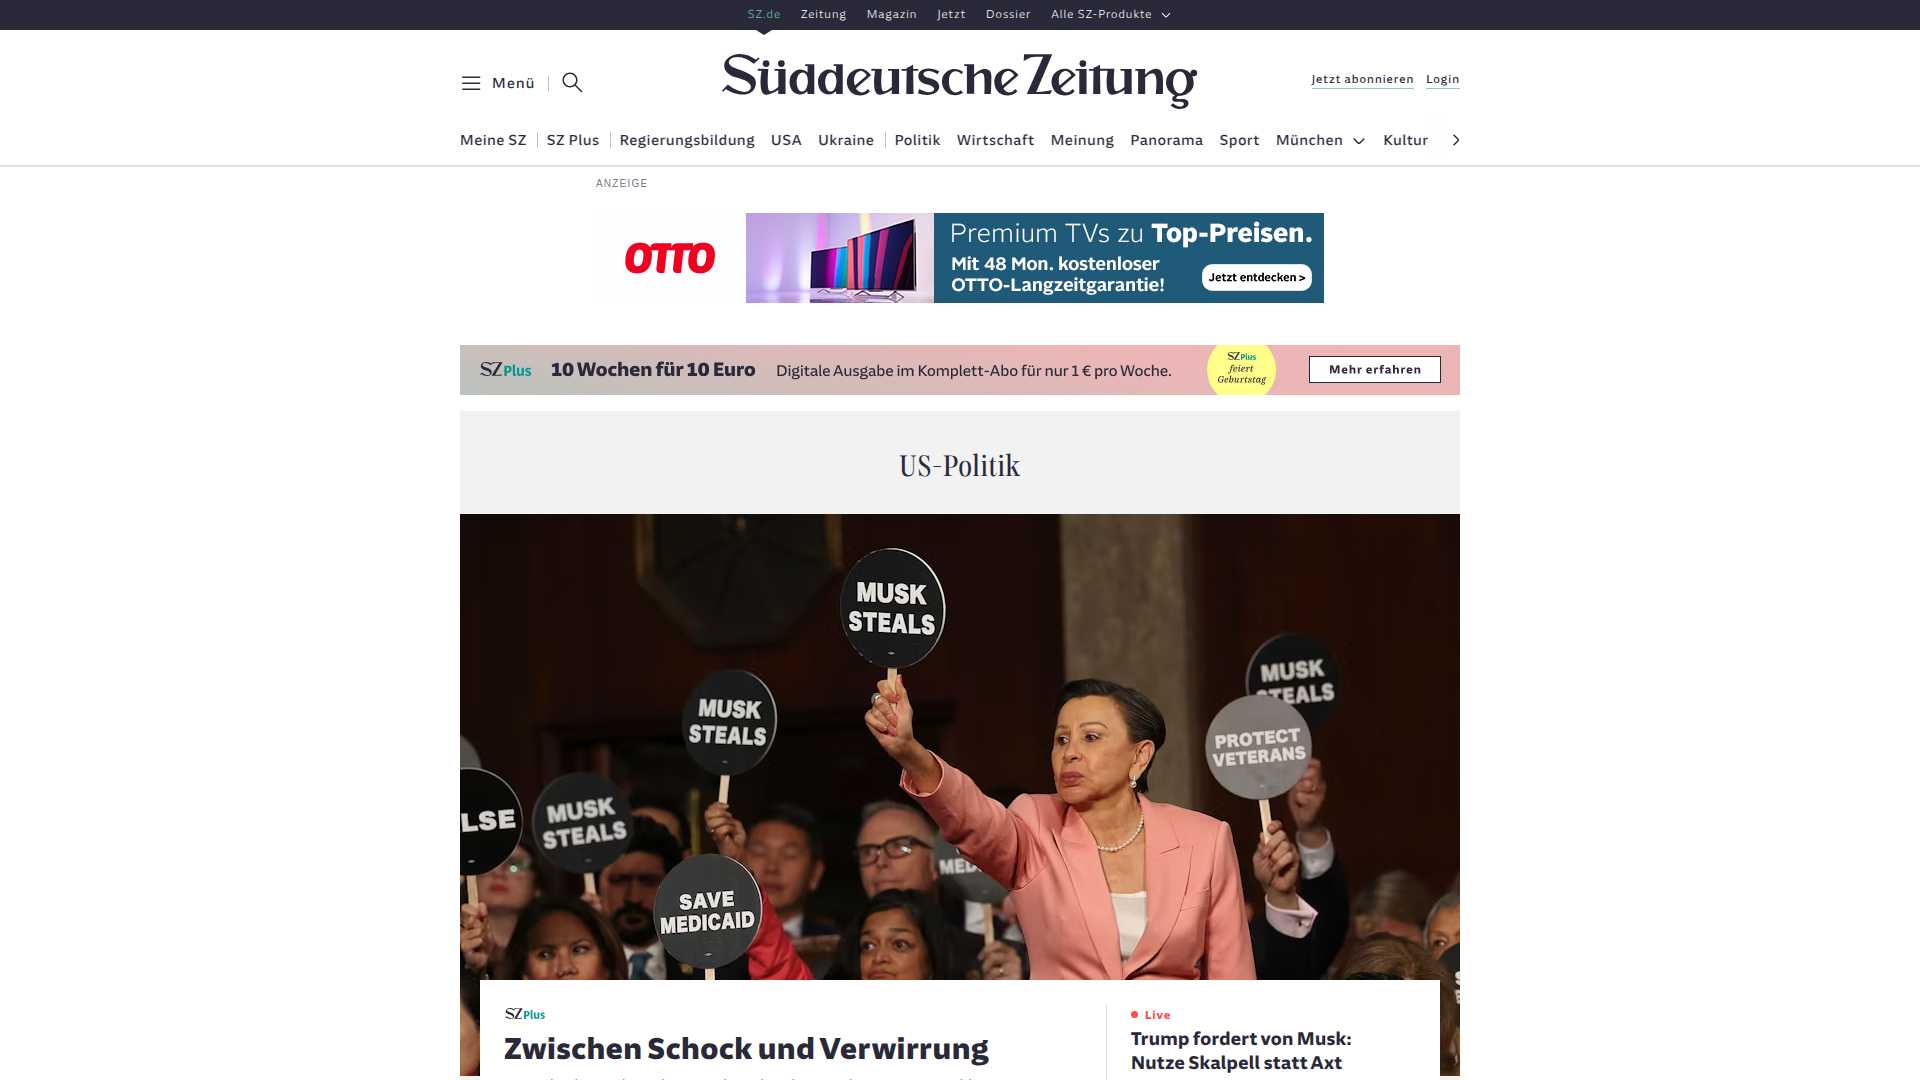 SZ.de Zeitung Magazin Jetzt Dossier Alle SZ-Produkte
Menü
Süddeutsche Zeitung
Jetzt abonnieren Login
Meine SZ SZ Plus Regierungsbildung USA Ukraine Politik Wirtschaft Meinung Panorama Sport München Kultur
ANZEIGE
OTTO
Premium TVs zu Top-Preisen.
Mit 48 Mon. kostenloser
OTTO-Langzeitgarantie!
Jetzt entdecken >
SZ Plus
10 Wochen für 10 Euro
Digitale Ausgabe im Komplett-Abo für nur 1 € pro Woche.
SZ Plus
feiert
Geburtstag
Mehr erfahren
US-Politik
MUSK
STEALS
MUSK
STEALS
MUSK
STEALS
PROTECT
VETERANS
LSE
MUSK
STEALS
MED
SAVE
MEDICAID
SZ Plus
Zwischen Schock und Verwirrung
Live
Trump fordert von Musk:
Nutze Skalpell statt Axt